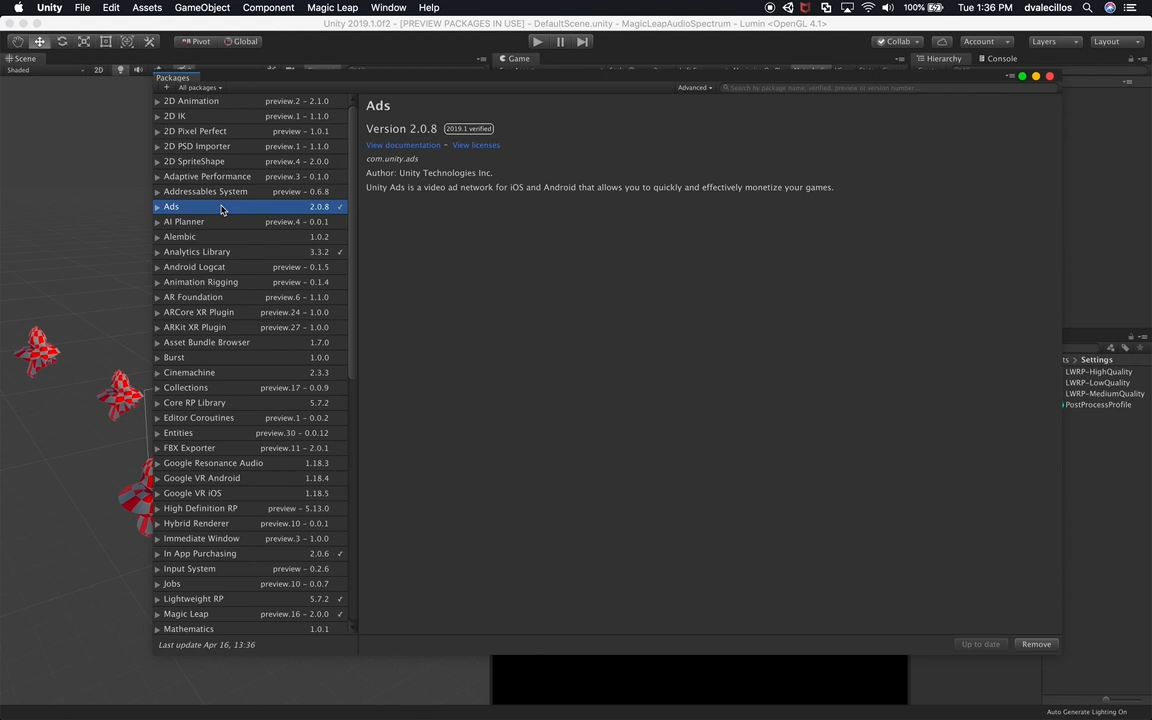 Unity File Edit Assets GameObject Component Magic Leap Window Help
100% Tue 1:36 PM dvalecillos
Unity 2019.1.0f2 - [PREVIEW PACKAGES IN USE] - DefaultScene.unity - MagicLeapAudioSpectrum - Lumin <OpenGL 4.1>
Pivot Global Collab Account Layers Layout
Scene Game Hierarchy Console
Shaded 2D
Packages
+ All packages Advanced Search by package name, verified, preview or version number...
2D Animation preview.2 - 2.1.0
2D IK preview.1 - 1.1.0
2D Pixel Perfect preview - 1.0.1
2D PSD Importer preview.1 - 1.1.0
2D SpriteShape preview.4 - 2.0.0
Adaptive Performance preview.3 - 0.1.0
Addressables System preview - 0.6.8
Ads 2.0.8 ✓
AI Planner preview.4 - 0.0.1
Alembic 1.0.2
Analytics Library 3.3.2 ✓
Android Logcat preview - 0.1.5
Animation Rigging preview - 0.1.4
AR Foundation preview.6 - 1.1.0
ARCore XR Plugin preview.24 - 1.0.0
ARKit XR Plugin preview.27 - 1.0.0
Asset Bundle Browser 1.7.0
Burst 1.0.0
Cinemachine 2.3.3
Collections preview.17 - 0.0.9
Core RP Library 5.7.2
Editor Coroutines preview.1 - 0.0.2
Entities preview.30 - 0.0.12
FBX Exporter preview.11 - 2.0.1
Google Resonance Audio 1.18.3
Google VR Android 1.18.4
Google VR iOS 1.18.5
High Definition RP preview - 5.13.0
Hybrid Renderer preview.10 - 0.0.1
Immediate Window preview.3 - 1.0.0
In App Purchasing 2.0.6 ✓
Input System preview - 0.2.6
Jobs preview.10 - 0.0.7
Lightweight RP 5.7.2 ✓
Magic Leap preview.16 - 2.0.0 ✓
Mathematics 1.0.1
Last update Apr 16, 13:36
Ads
Version 2.0.8 2019.1 verified
View documentation - View licenses
com.unity.ads
Author: Unity Technologies Inc.
Unity Ads is a video ad network for iOS and Android that allows you to quickly and effectively monetize your games.
Up to date Remove
ts > Settings
LWRP-HighQuality
LWRP-LowQuality
LWRP-MediumQuality
PostProcessProfile
Auto Generate Lighting On